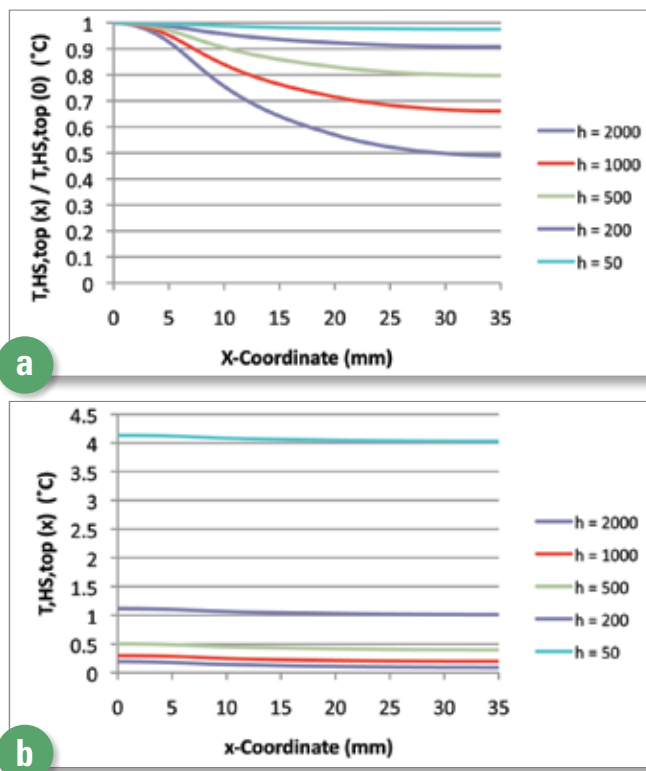 T,HS,top (x) / T,HS,top (0) (˚C)
1
0.9
0.8
0.7
0.6
0.5
0.4
0.3
0.2
0.1
0
0 5 10 15 20 25 30 35
X-Coordinate (mm)
h = 2000
h = 1000
h = 500
h = 200
h = 50
a
T,HS,top (x) (˚C)
4.5
4
3.5
3
2.5
2
1.5
1
0.5
0
0 5 10 15 20 25 30 35
x-Coordinate (mm)
h = 2000
h = 1000
h = 500
h = 200
h = 50
b